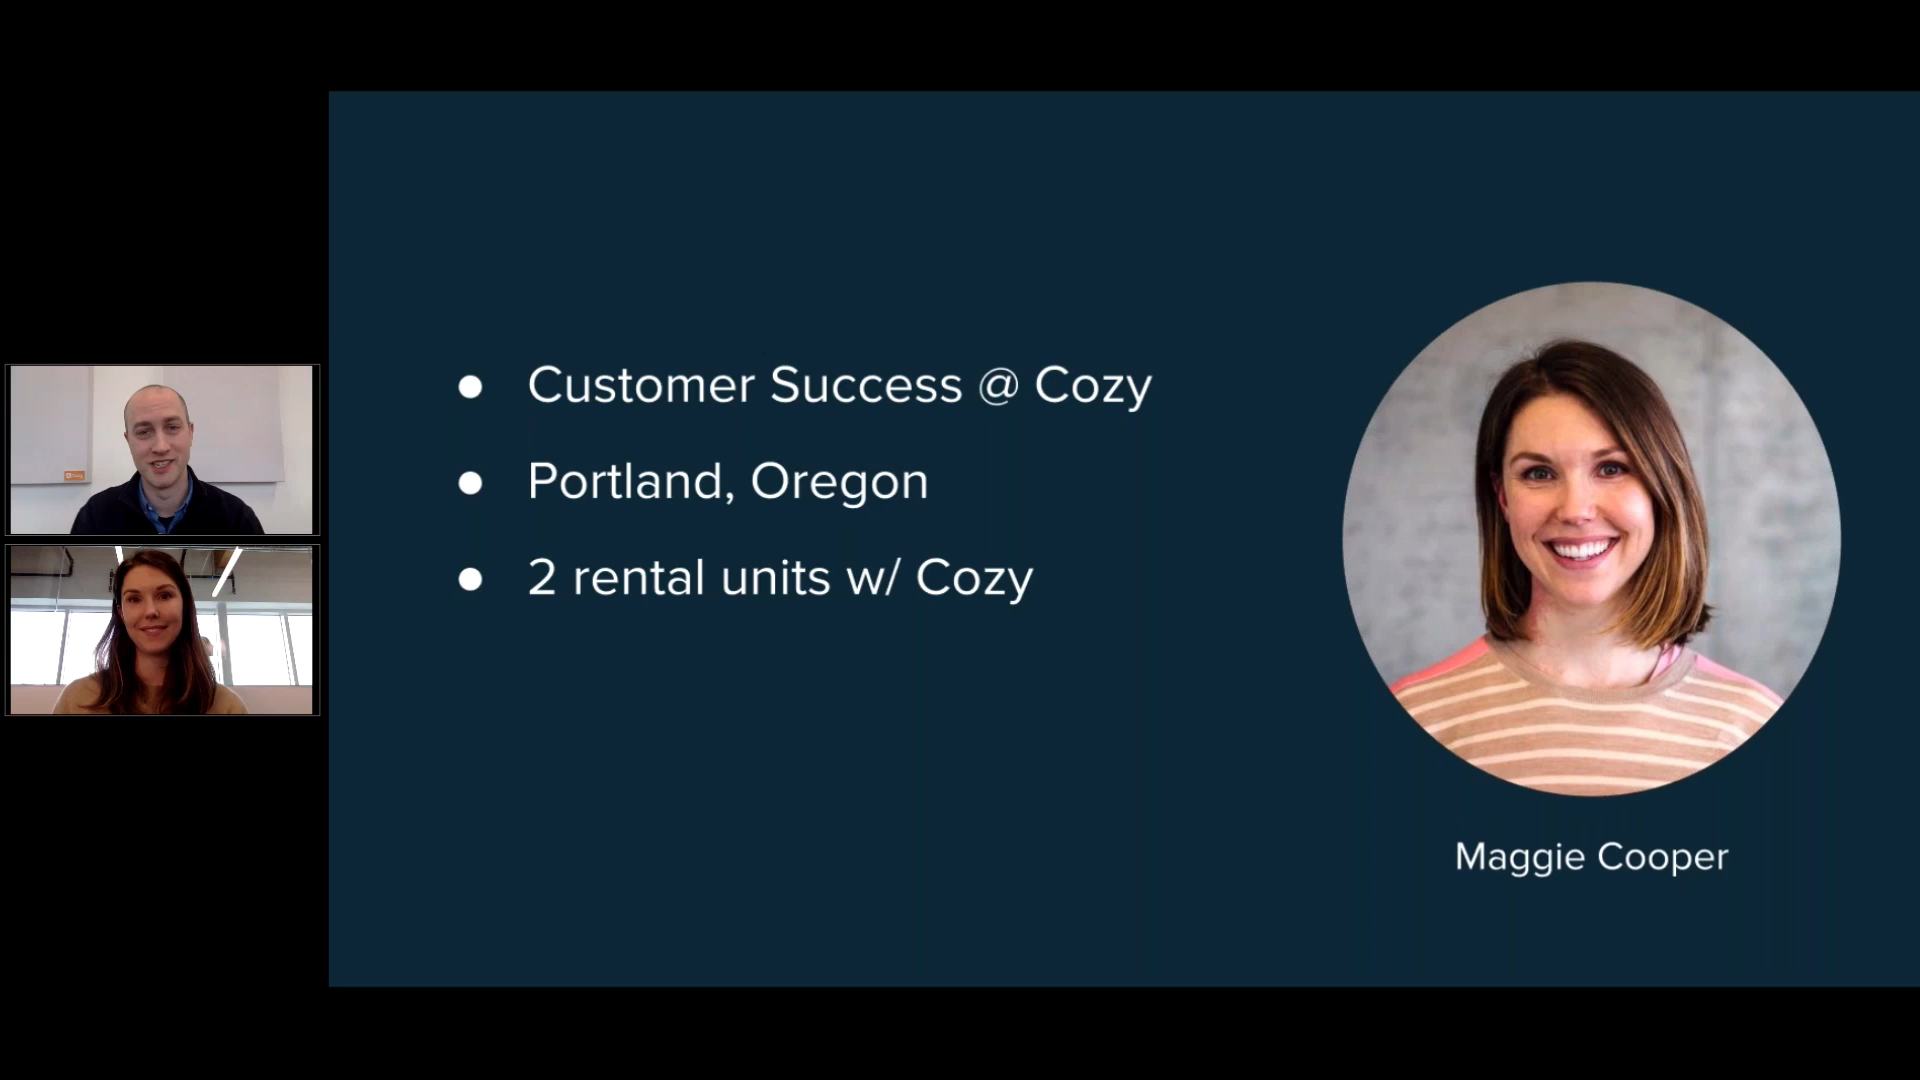 Customer Success @ Cozy
Portland, Oregon
2 rental units w/ Cozy
Maggie Cooper